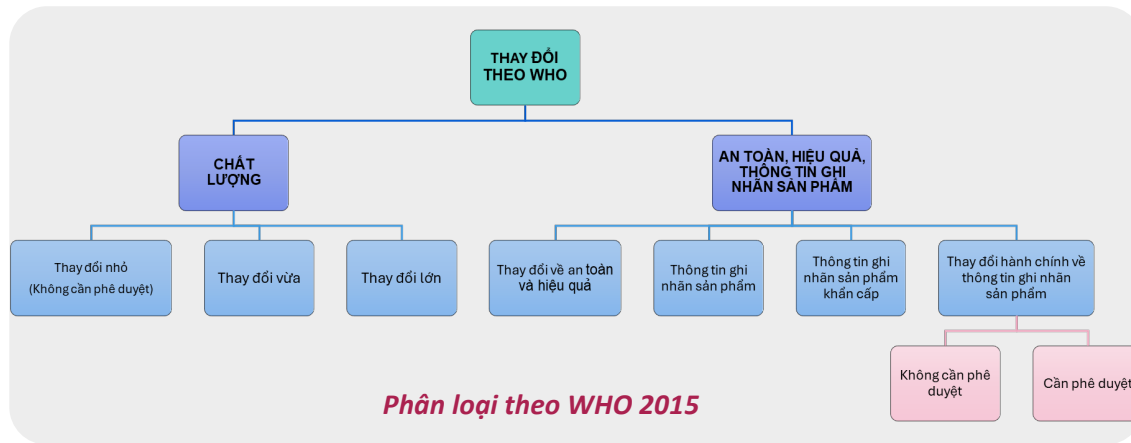 THAY ĐỔI
THEO WHO
CHẤT
LƯỢNG
AN TOÀN, HIỆU QUẢ,
THÔNG TIN GHI
NHÃN SẢN PHẨM
Thay đổi nhỏ
(Không cần phê duyệt)
Thay đổi vừa
Thay đổi lớn
Thay đổi về an toàn
và hiệu quả
Thông tin ghi
nhãn sản phẩm
Thông tin ghi
nhãn sản phẩm
khẩn cấp
Thay đổi hành chính về
thông tin ghi nhãn
sản phẩm
Không cần phê
duyệt
Cần phê duyệt
Phân loại theo WHO 2015